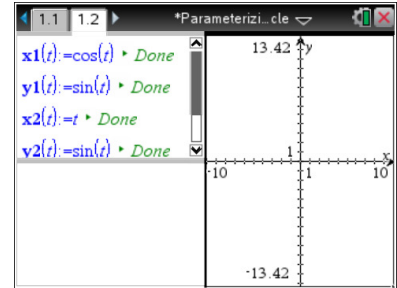 1.1 1.2 *Parameterizi...cle
x1(t):=cos(t) ▸ Done
y1(t):=sin(t) ▸ Done
x2(t):=t ▸ Done
y2(t):=sin(t) ▸ Done
13.42 y
1
x
-10 1 10
-13.42